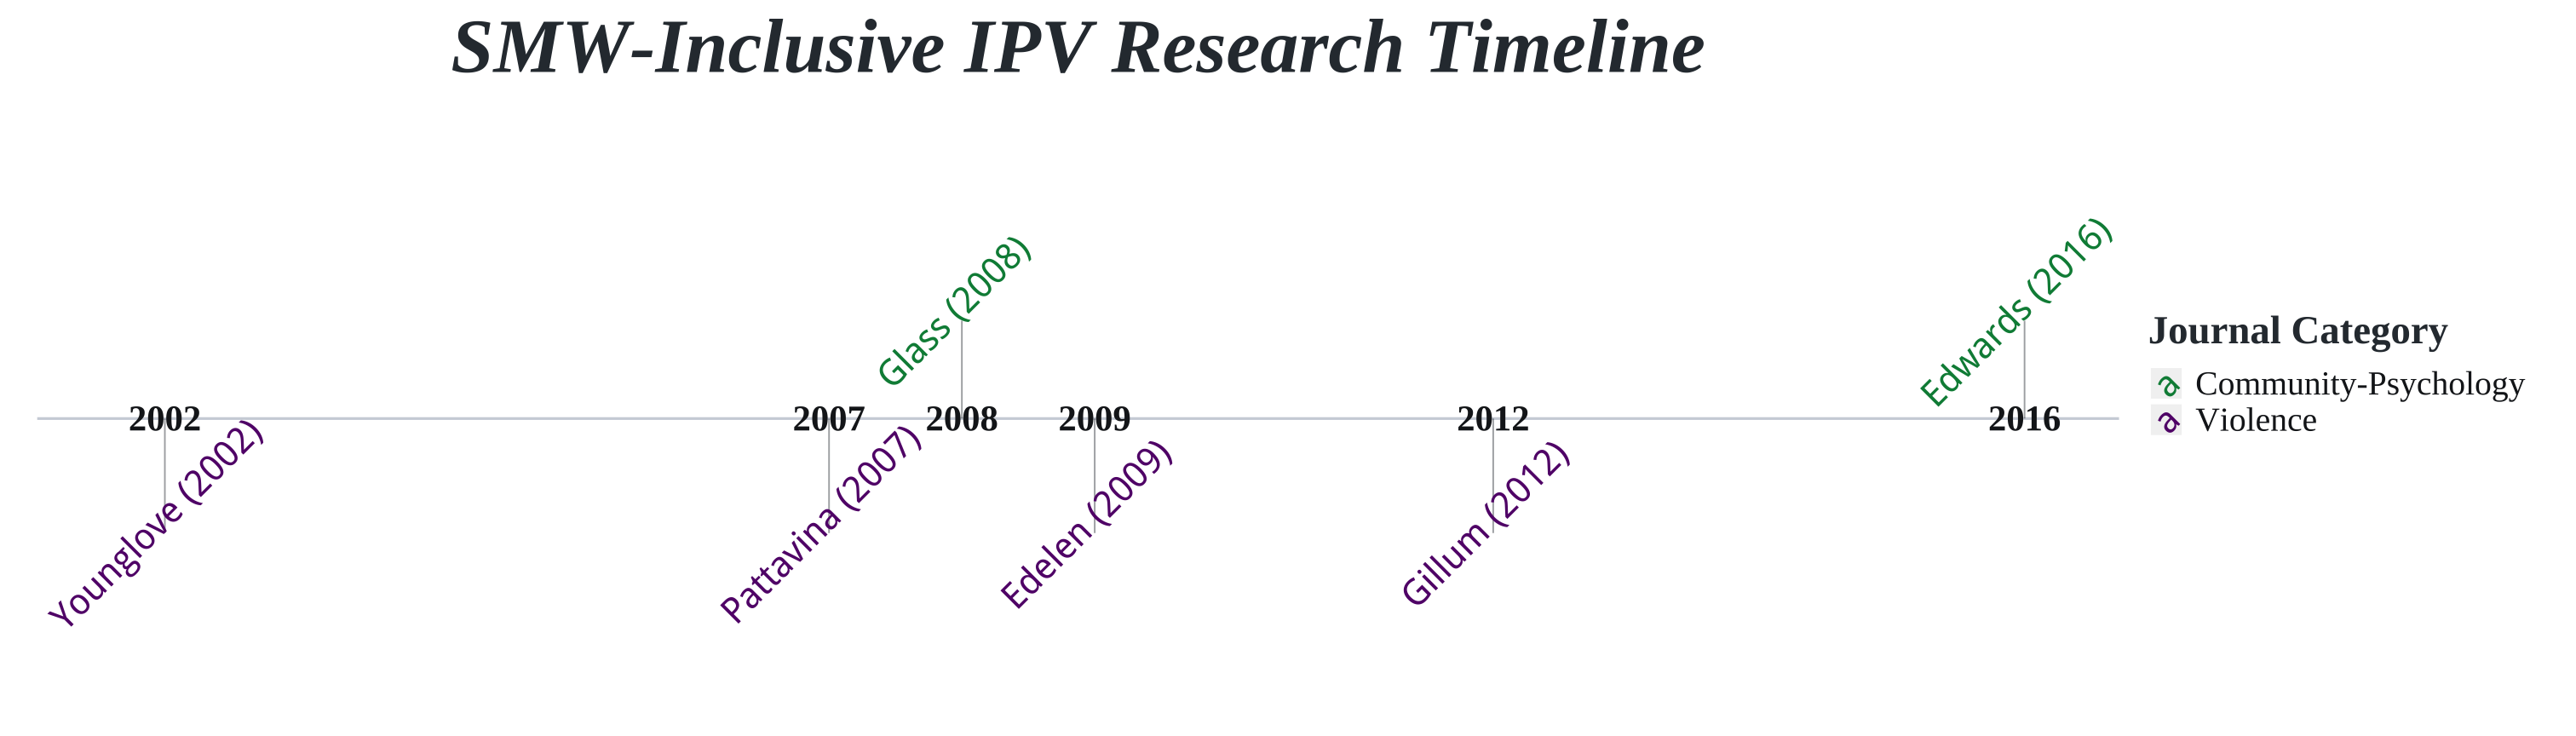 SMW-Inclusive IPV Research Timeline
Glass (2008)
Edwards (2016)
2002
2007
2008
2009
2012
2016
Younglove (2002)
Pattavina (2007)
Edelen (2009)
Gillum (2012)
Journal Category
a Community-Psychology
a Violence